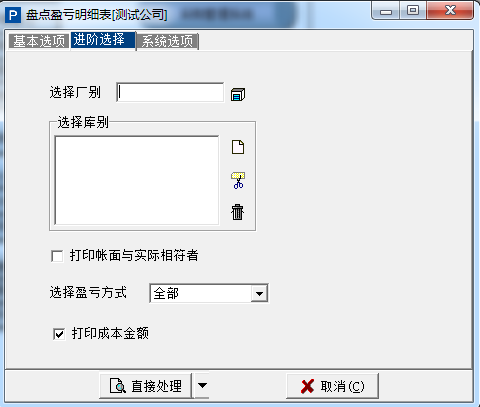 盘点盈亏明细表[测试公司]
基本选项 进阶选择 系统选项
选择厂别
选择库别
打印帐面与实际相符者
选择盈亏方式 全部
打印成本金额
直接处理 取消(C)